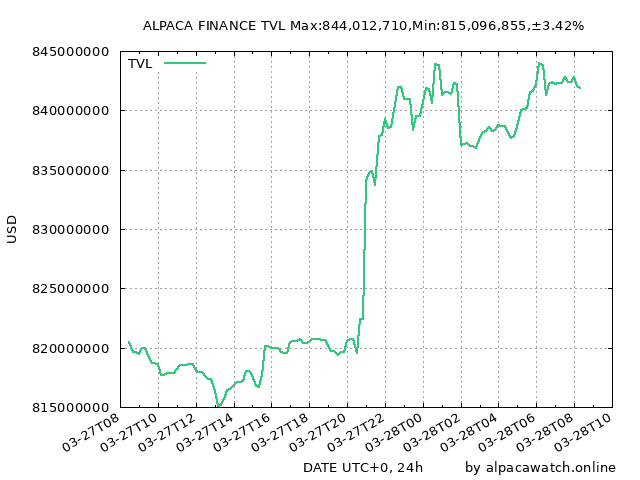 ALPACA FINANCE TVL Max:844,012,710,Min:815,096,855,±3.42%
TVL
845000000
840000000
835000000
830000000
825000000
820000000
815000000
USD
03-27T08
03-27T10
03-27T12
03-27T14
03-27T16
03-27T18
03-27T20
03-27T22
03-28T00
03-28T02
03-28T04
03-28T06
03-28T08
03-28T10
DATE UTC+0, 24h
by alpacawatch.online